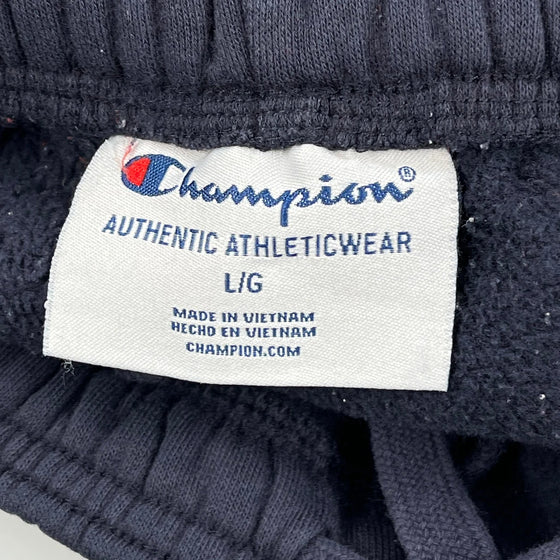 Champion®
AUTHENTIC ATHLETICWEAR
L/G
MADE IN VIETNAM
HECHO EN VIETNAM
CHAMPION.COM